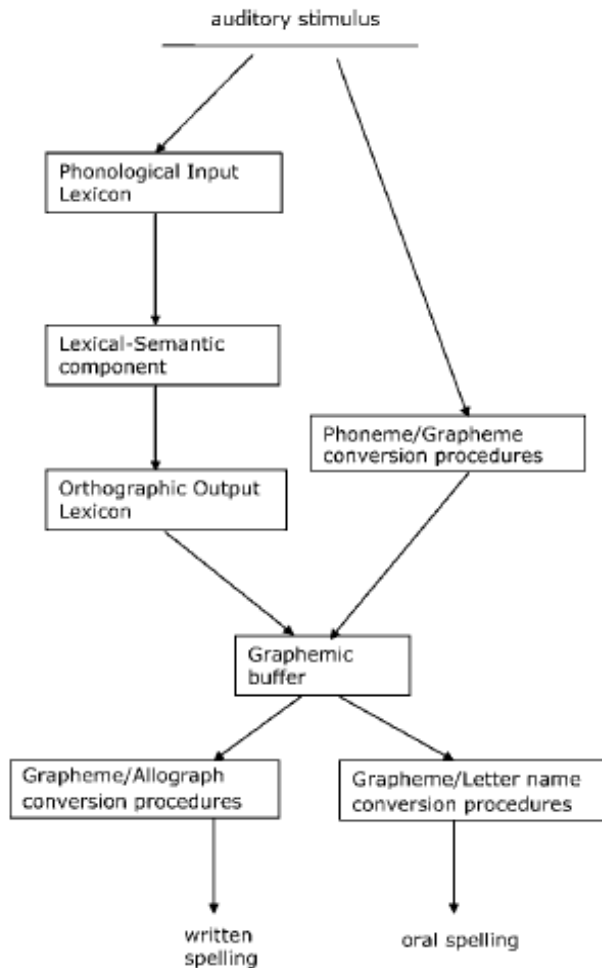 auditory stimulus
Phonological Input
Lexicon
Lexical-Semantic
component
Phoneme/Grapheme
conversion procedures
Orthographic Output
Lexicon
Graphemic
buffer
Grapheme/Allograph
conversion procedures
Grapheme/Letter name
conversion procedures
written
spelling
oral spelling